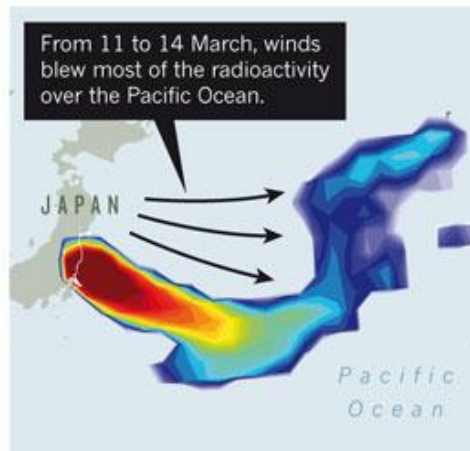 From 11 to 14 March, winds
blew most of the radioactivity
over the Pacific Ocean.
JAPAN
Pacific
Ocean